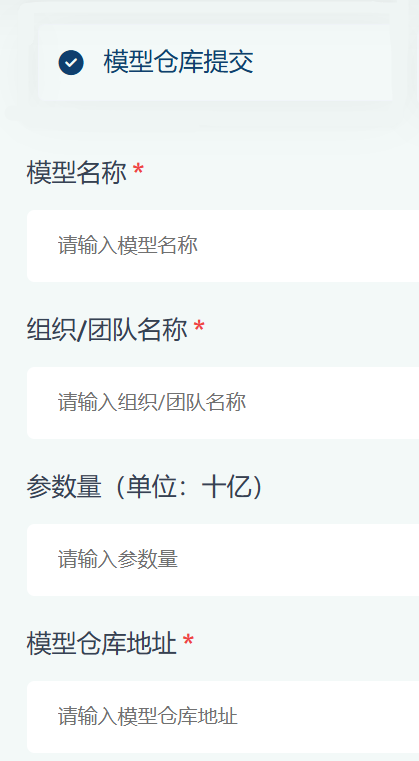 模型仓库提交
模型名称 *
请输入模型名称
组织/团队名称 *
请输入组织/团队名称
参数量（单位：十亿）
请输入参数量
模型仓库地址 *
请输入模型仓库地址